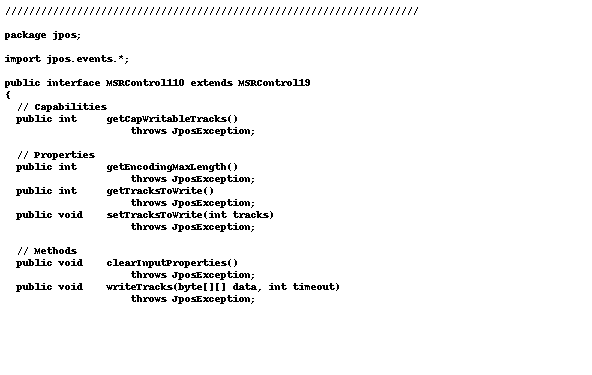 /////////////////////////////////////////////////////////////////////
package jpos;
import jpos.events.*;
public interface MSRControl110 extends MSRControl19
{
// Capabilities
public int getCapWritableTracks()
throws JposException;
// Properties
public int getEncodingMaxLength()
throws JposException;
public int getTracksToWrite()
throws JposException;
public void setTracksToWrite(int tracks)
throws JposException;
// Methods
public void clearInputProperties()
throws JposException;
public void writeTracks(byte[][] data, int timeout)
throws JposException;